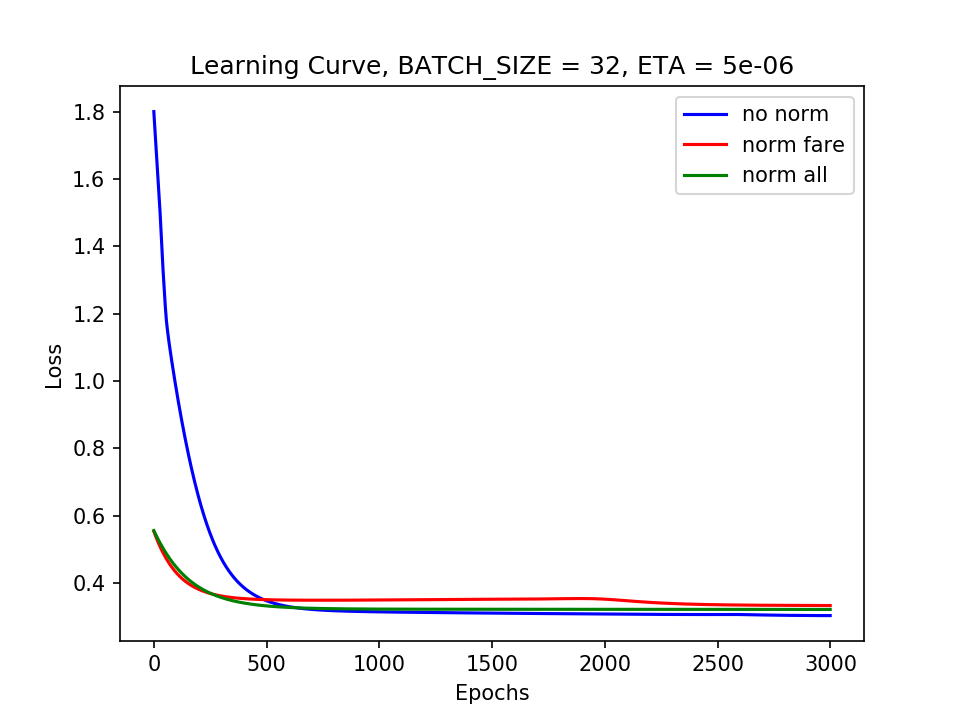 Learning Curve, BATCH_SIZE = 32, ETA = 5e-06
no norm
norm fare
norm all
Loss
1.8
1.6
1.4
1.2
1.0
0.8
0.6
0.4
0 500 1000 1500 2000 2500 3000
Epochs